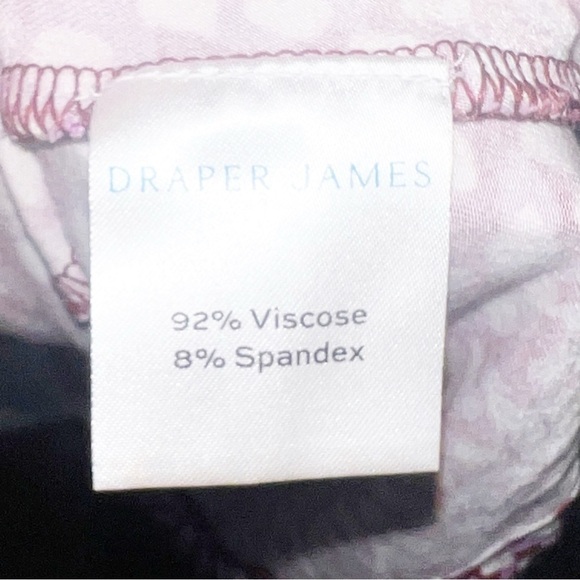 DRAPER JAMES
92% Viscose
8% Spandex